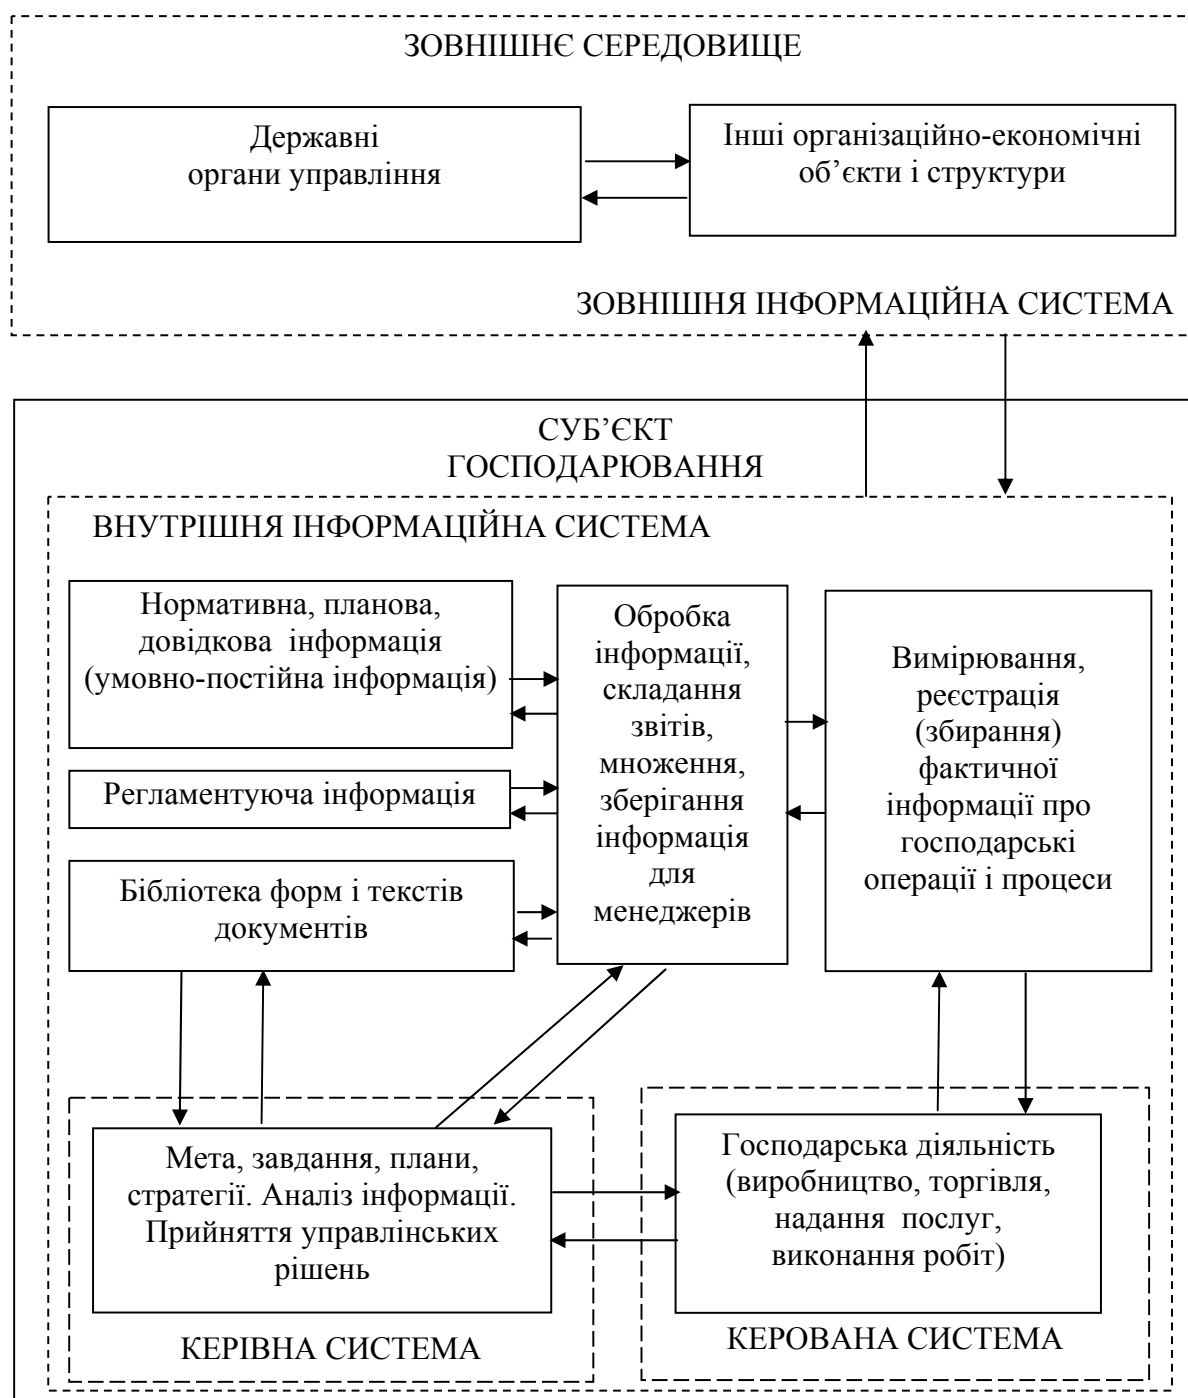 ЗОВНІШНЄ СЕРЕДОВИЩЕ
Державні
органи управління
Інші організаційно-економічні
об’єкти і структури
ЗОВНІШНЯ ІНФОРМАЦІЙНА СИСТЕМА
СУБ’ЄКТ
ГОСПОДАРЮВАННЯ
ВНУТРІШНЯ ІНФОРМАЦІЙНА СИСТЕМА
Нормативна, планова,
довідкова інформація
(умовно-постійна інформація)
Регламентуюча інформація
Бібліотека форм і текстів
документів
Обробка
інформації,
складання
звітів,
множення,
зберігання
інформація
для
менеджерів
Вимірювання,
реєстрація
(збирання)
фактичної
інформації про
господарські
операції і процеси
Мета, завдання, плани,
стратегії. Аналіз інформації.
Прийняття управлінських
рішень
КЕРІВНА СИСТЕМА
Господарська діяльність
(виробництво, торгівля,
надання послуг,
виконання робіт)
КЕРОВАНА СИСТЕМА